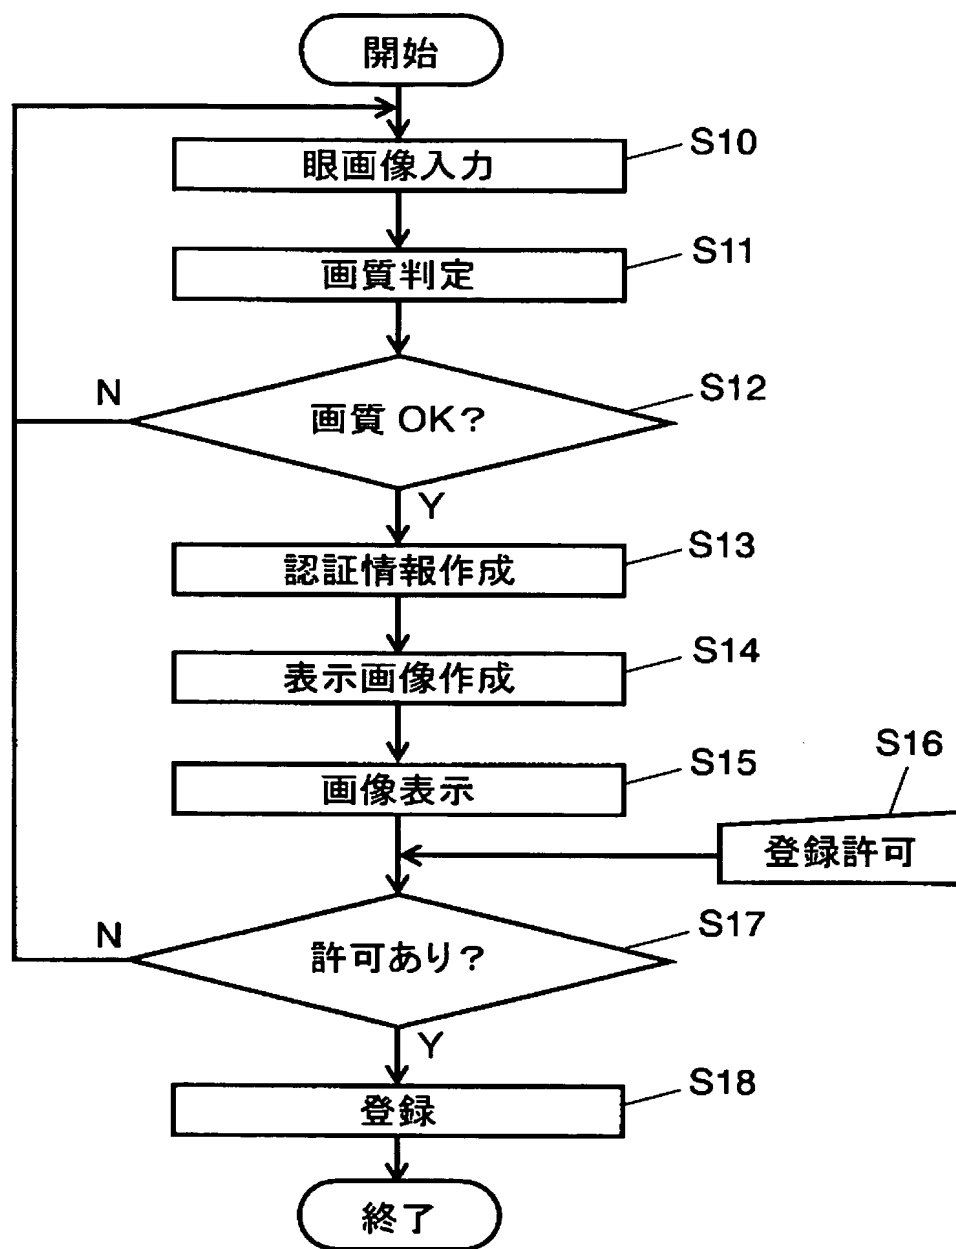 開始
眼画像入力
S10
画質判定
S11
画質 OK？
S12
N
Y
認証情報作成
S13
表示画像作成
S14
画像表示
S15
S16
登録許可
許可あり？
S17
N
Y
登録
S18
終了